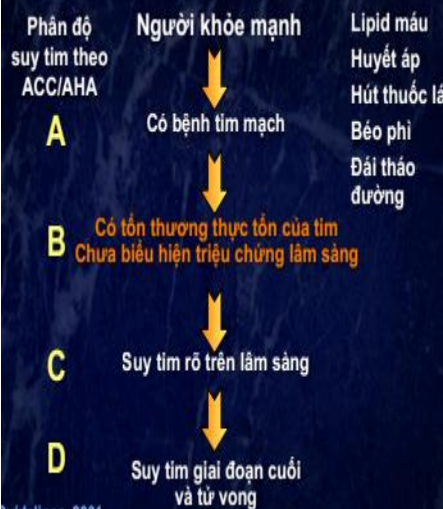 Phân độ
suy tim theo
ACC/AHA
Người khỏe mạnh
Lipid máu
Huyết áp
Hút thuốc lá
Béo phì
Đái tháo
đường
A
Có bệnh tim mạch
B
Có tổn thương thực tổn của tim
Chưa biểu hiện triệu chứng lâm sàng
C
Suy tim rõ trên lâm sàng
D
Suy tim giai đoạn cuối
và tử vong